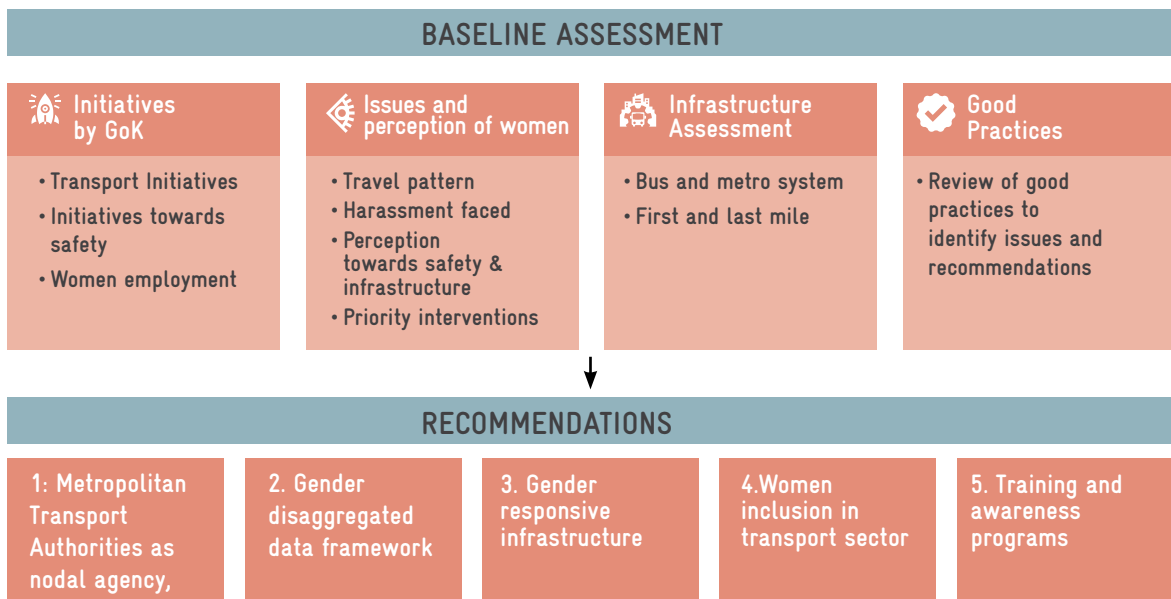 BASELINE ASSESSMENT
Initiatives
by GoK
• Transport Initiatives
• Initiatives towards
safety
• Women employment
Issues and
perception of women
• Travel pattern
• Harassment faced
• Perception
towards safety &
infrastructure
• Priority interventions
Infrastructure
Assessment
• Bus and metro system
• First and last mile
Good
Practices
• Review of good
practices to
identify issues and
recommendations
RECOMMENDATIONS
1: Metropolitan
Transport
Authorities as
nodal agency,
2. Gender
disaggregated
data framework
3. Gender
responsive
infrastructure
4.Women
inclusion in
transport sector
5. Training and
awareness
programs